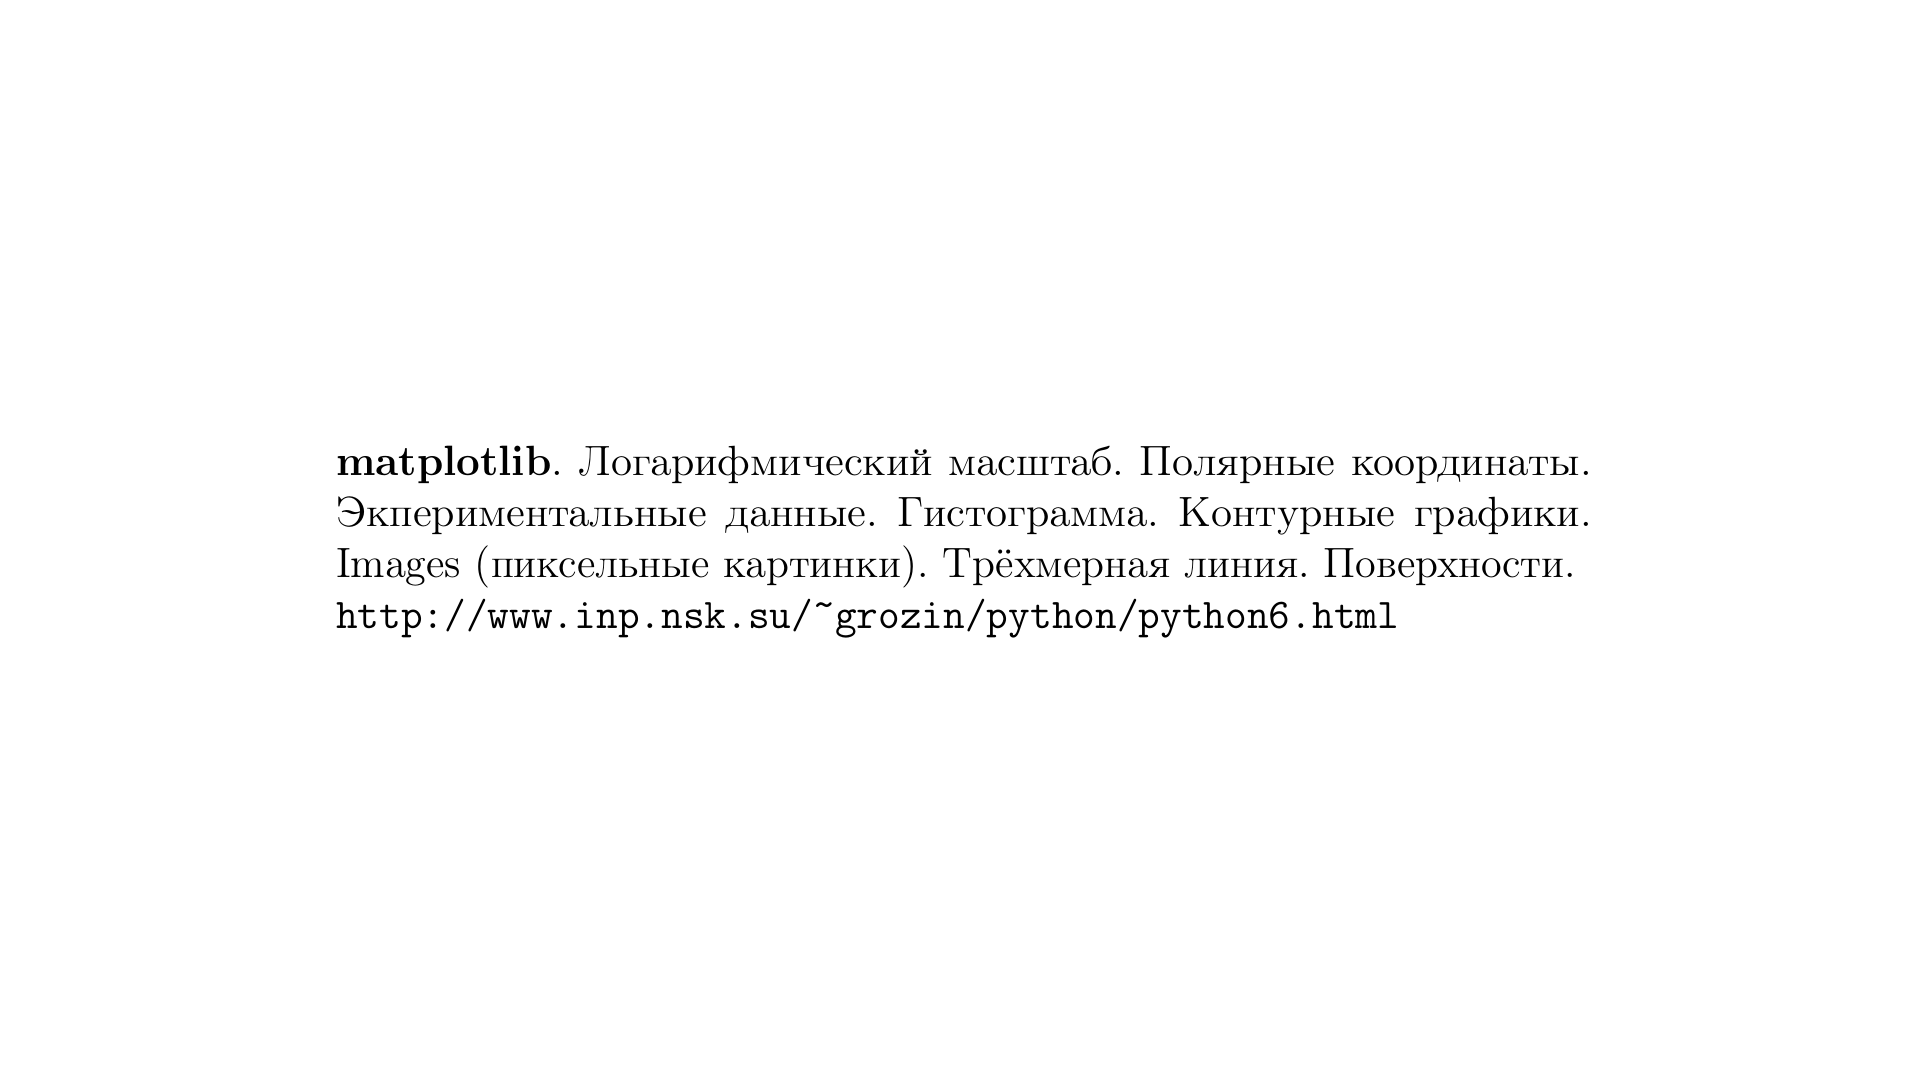 matplotlib. Логарифмический масштаб. Полярные координаты.
Экпериментальные данные. Гистограмма. Контурные графики.
Images (пиксельные картинки). Трёхмерная линия. Поверхности.
http://www.inp.nsk.su/~grozin/python/python6.html